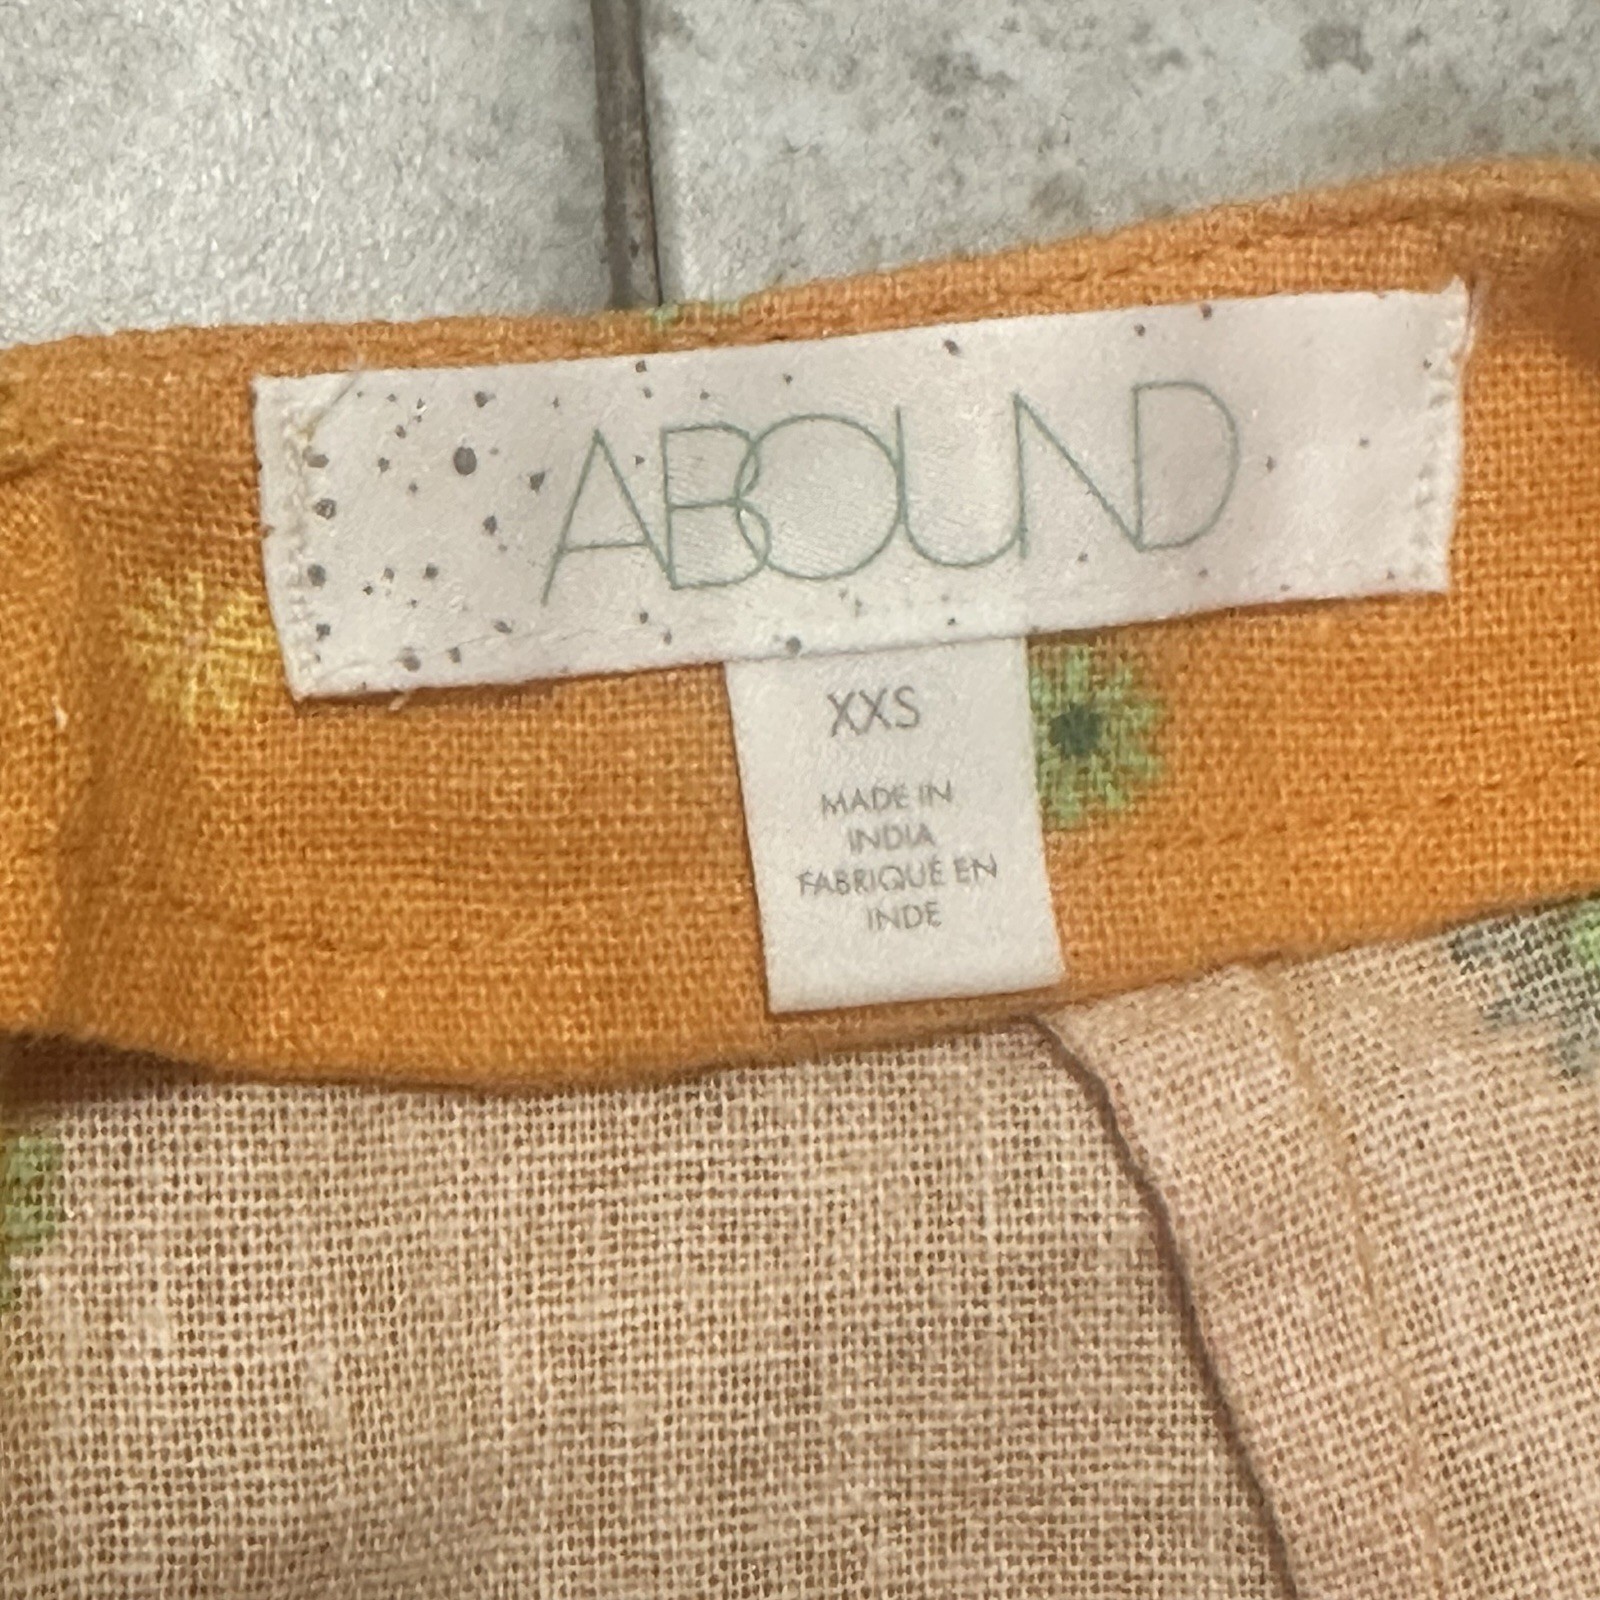 ABOUND
XXS
MADE IN
INDIA
FABRIQUÉ EN
INDE